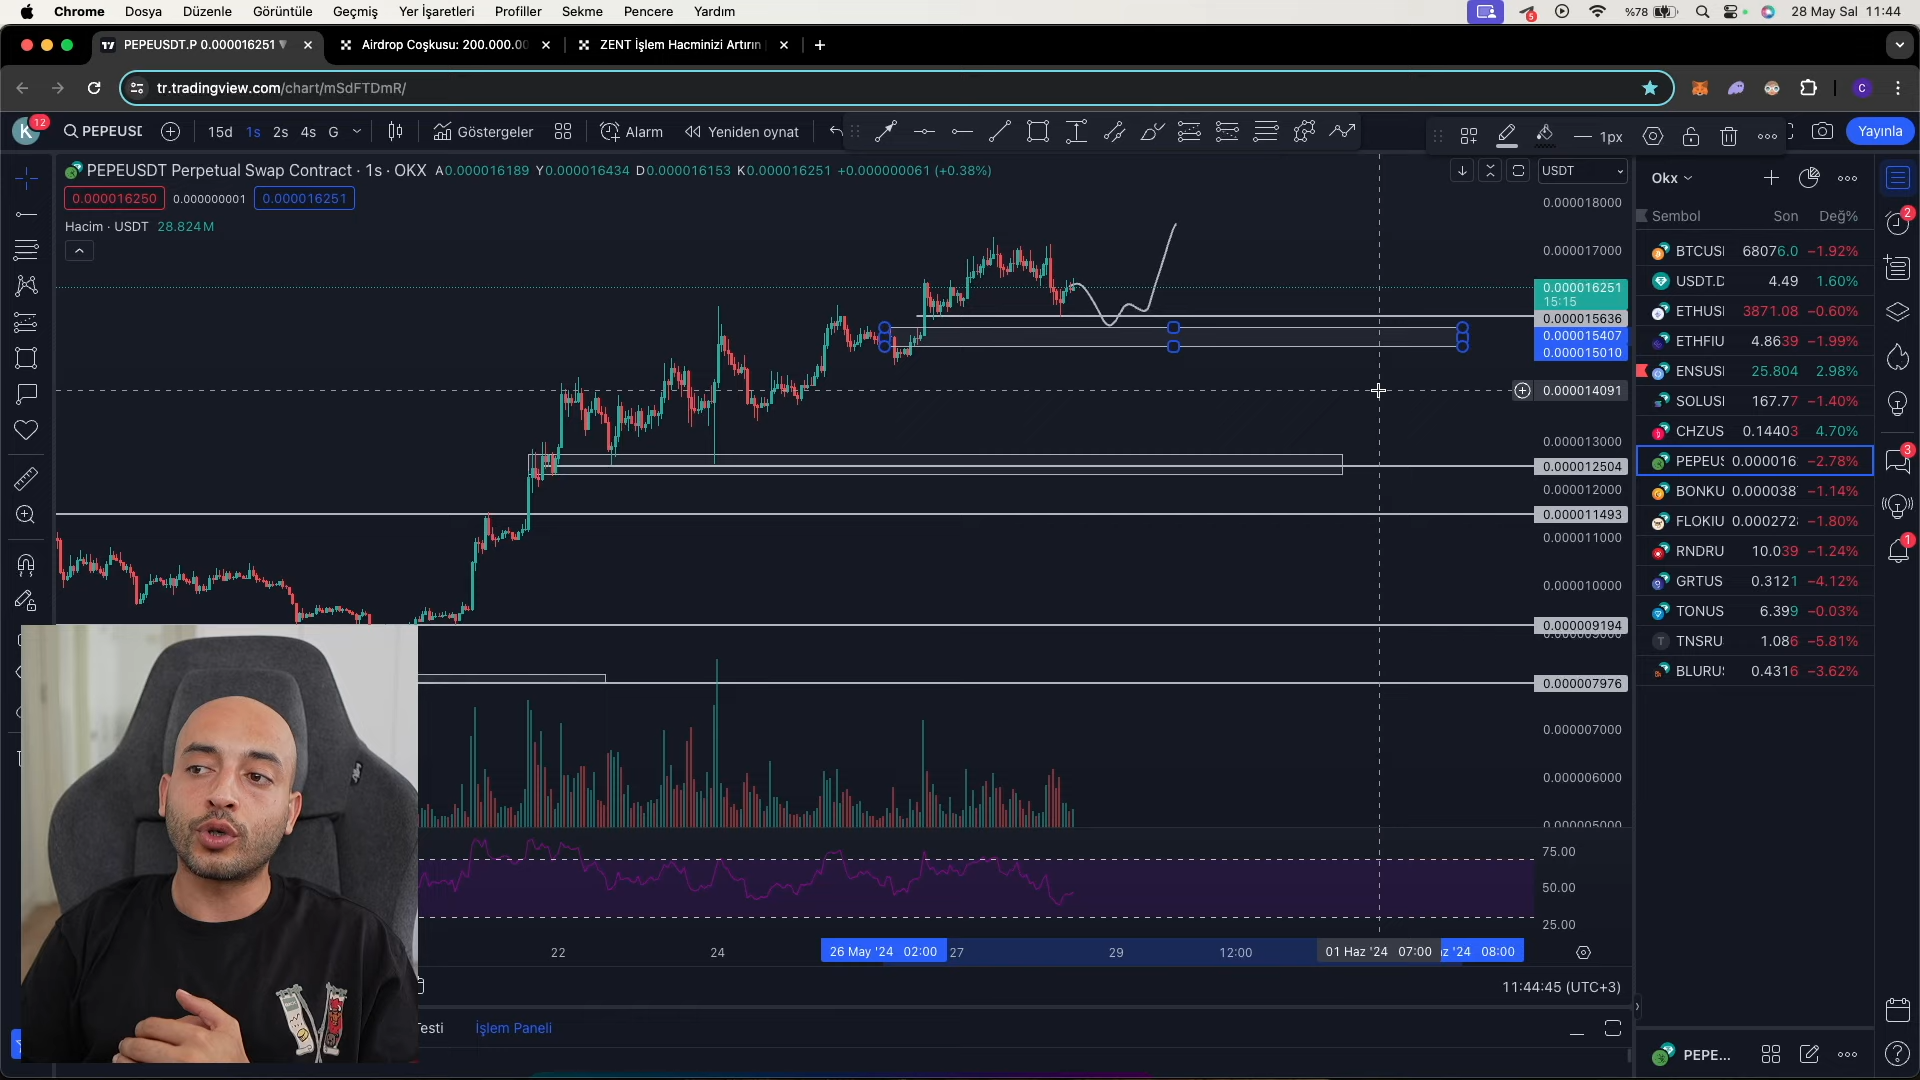 Chrome Dosya Düzenle Görüntüle Geçmiş Yer İşaretleri Profiller Sekme Pencere Yardım 5 %78 28 May Sal 11:44
PEPEUSDT.P 0.000016251 Airdrop Coşkusu: 200.000.00 ZENT İşlem Hacminizi Artırın
tr.tradingview.com/chart/mSdFTDmR/ C
K 12 PEPEUSI 15d 1s 2s 4s G Göstergeler Alarm Yeniden oynat 1px Yayınla
PEPEUSDT Perpetual Swap Contract · 1s · OKX A0.000016189 Y0.000016434 D0.000016153 K0.000016251 +0.000000061 (+0.38%)
USDT
Okx
0.000016250 0.000000001 0.000016251
Hacim · USDT 28.824M
0.000018000
0.000017000
0.000016251
15:15
0.000015636
0.000015407
0.000015010
0.000014091
0.000013000
0.000012504
0.000012000
0.000011493
0.000011000
0.000010000
0.000009194
0.000007976
0.000007000
0.000006000
0.000005000
75.00
50.00
25.00
Sembol Son Değ%
BTCUSI 68076.0 −1.92%
USDT.D 4.49 1.60%
ETHUSI 3871.08 −0.60%
ETHFIU 4.8639 −1.99%
ENSUSI 25.804 2.98%
SOLUSI 167.77 −1.40%
CHZUS 0.14403 4.70%
PEPEUS 0.000016 −2.78%
BONKU 0.000038 −1.14%
FLOKIU 0.000272 −1.80%
RNDRU 10.039 −1.24%
GRTUS 0.3121 −4.12%
TONUS 6.399 −0.03%
TNSRU 1.086 −5.81%
BLURUS 0.4316 −3.62%
2
3
1
22 24 26 May '24 02:00 27 29 12:00 01 Haz '24 07:00 '24 08:00
11:44:45 (UTC+3)
Testi İşlem Paneli
PEPE...